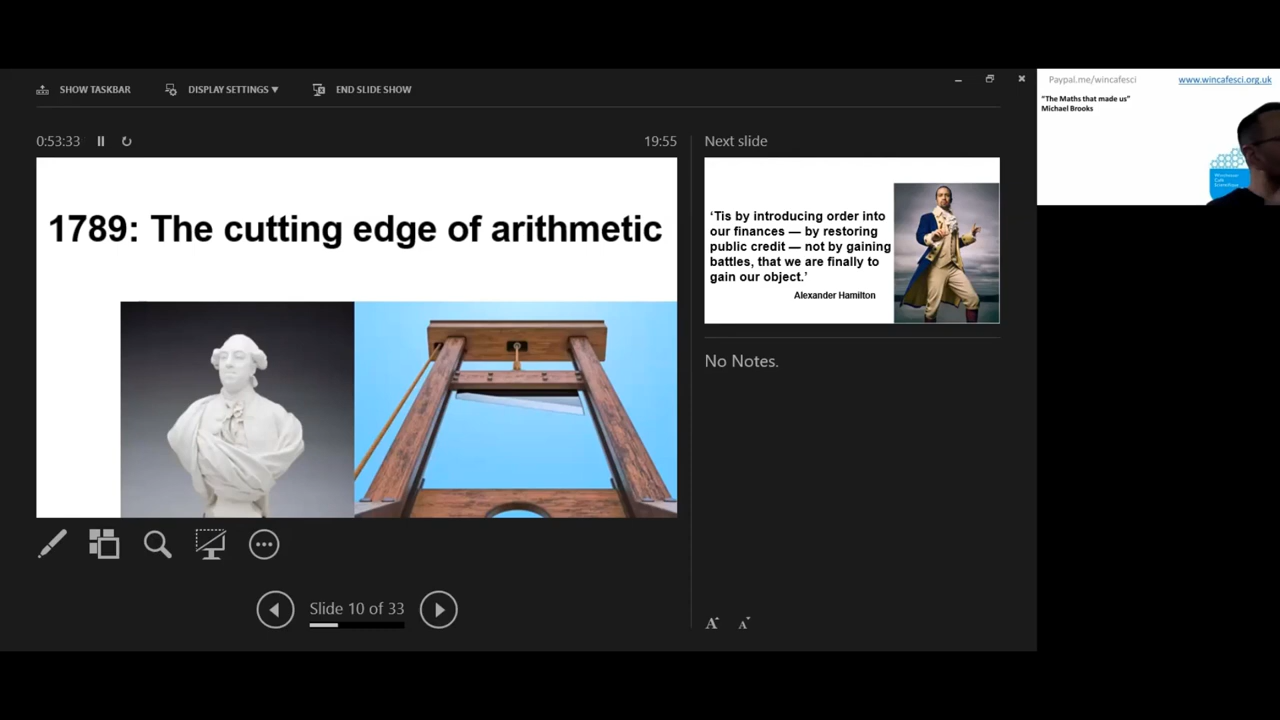 SHOW TASKBAR
DISPLAY SETTINGS ▼
END SLIDE SHOW
0:53:33
19:55
1789: The cutting edge of arithmetic
Slide 10 of 33
Next slide
‘Tis by introducing order into
our finances — by restoring
public credit — not by gaining
battles, that we are finally to
gain our object.’
Alexander Hamilton
No Notes.
A A
Paypal.me/wincafesci
www.wincafesci.org.uk
"The Maths that made us"
Michael Brooks
Winchester
Café
Scientifique